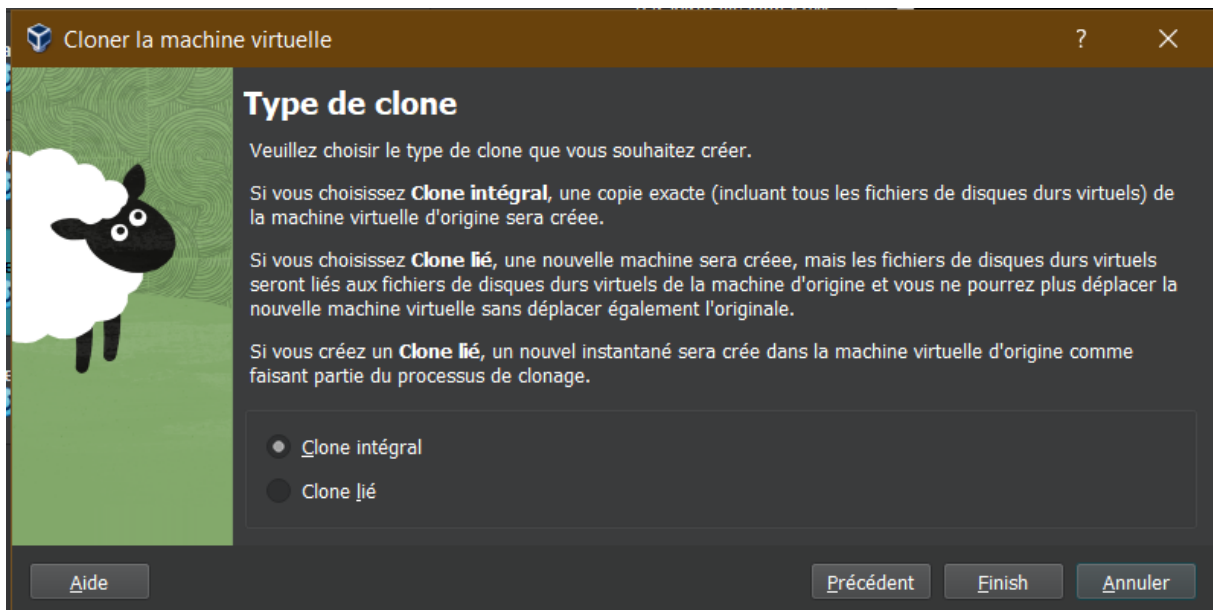 Cloner la machine virtuelle
?
Type de clone
Veuillez choisir le type de clone que vous souhaitez créer.
Si vous choisissez Clone intégral, une copie exacte (incluant tous les fichiers de disques durs virtuels) de
la machine virtuelle d'origine sera créee.
Si vous choisissez Clone lié, une nouvelle machine sera créee, mais les fichiers de disques durs virtuels
seront liés aux fichiers de disques durs virtuels de la machine d'origine et vous ne pourrez plus déplacer la
nouvelle machine virtuelle sans déplacer également l'originale.
Si vous créez un Clone lié, un nouvel instantané sera crée dans la machine virtuelle d'origine comme
faisant partie du processus de clonage.
Clone intégral
Clone lié
Aide
Précédent
Finish
Annuler